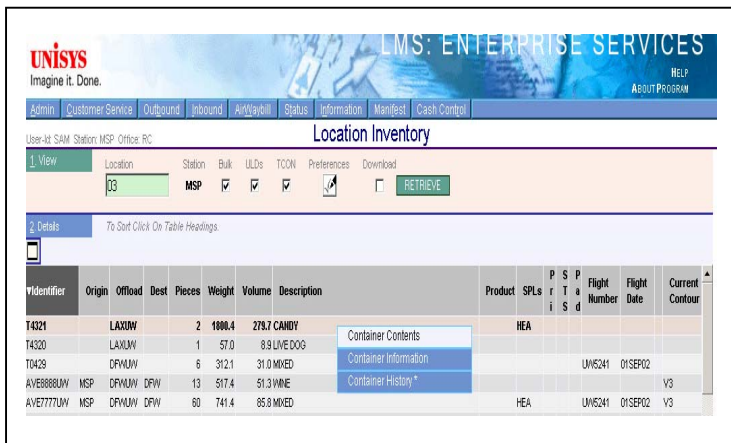 LMS: ENTERPRISE SERVICES
UNISYS
Imagine it. Done.
HELP
ABOUT PROGRAM
Admin Customer Service Outbound Inbound AirWaybill Status Information Manifest Cash Control
User-Id: SAM Station: MSP Office: RC
Location Inventory
1. View Location Station Bulk ULDs TCON Preferences Download
03 MSP RETRIEVE
2. Details To Sort Click On Table Headings.
▼Identifier Origin Offload Dest Pieces Weight Volume Description Product SPLs Pri STS Pad Flight Number Flight Date Current Contour
T4321 LAXUW 2 1800.4 279.7 CANDY HEA
T4320 LAXUW 1 57.0 8.9 LIVE DOG
T0429 DFWUW 6 312.1 31.0 MIXED UW5241 01SEP02
AVE8888UW MSP DFWUW DFW 13 517.4 51.3 WINE V3
AVE7777UW MSP DFWUW DFW 60 741.4 85.8 MIXED HEA UW5241 01SEP02 V3
Container Contents
Container Information
Container History *